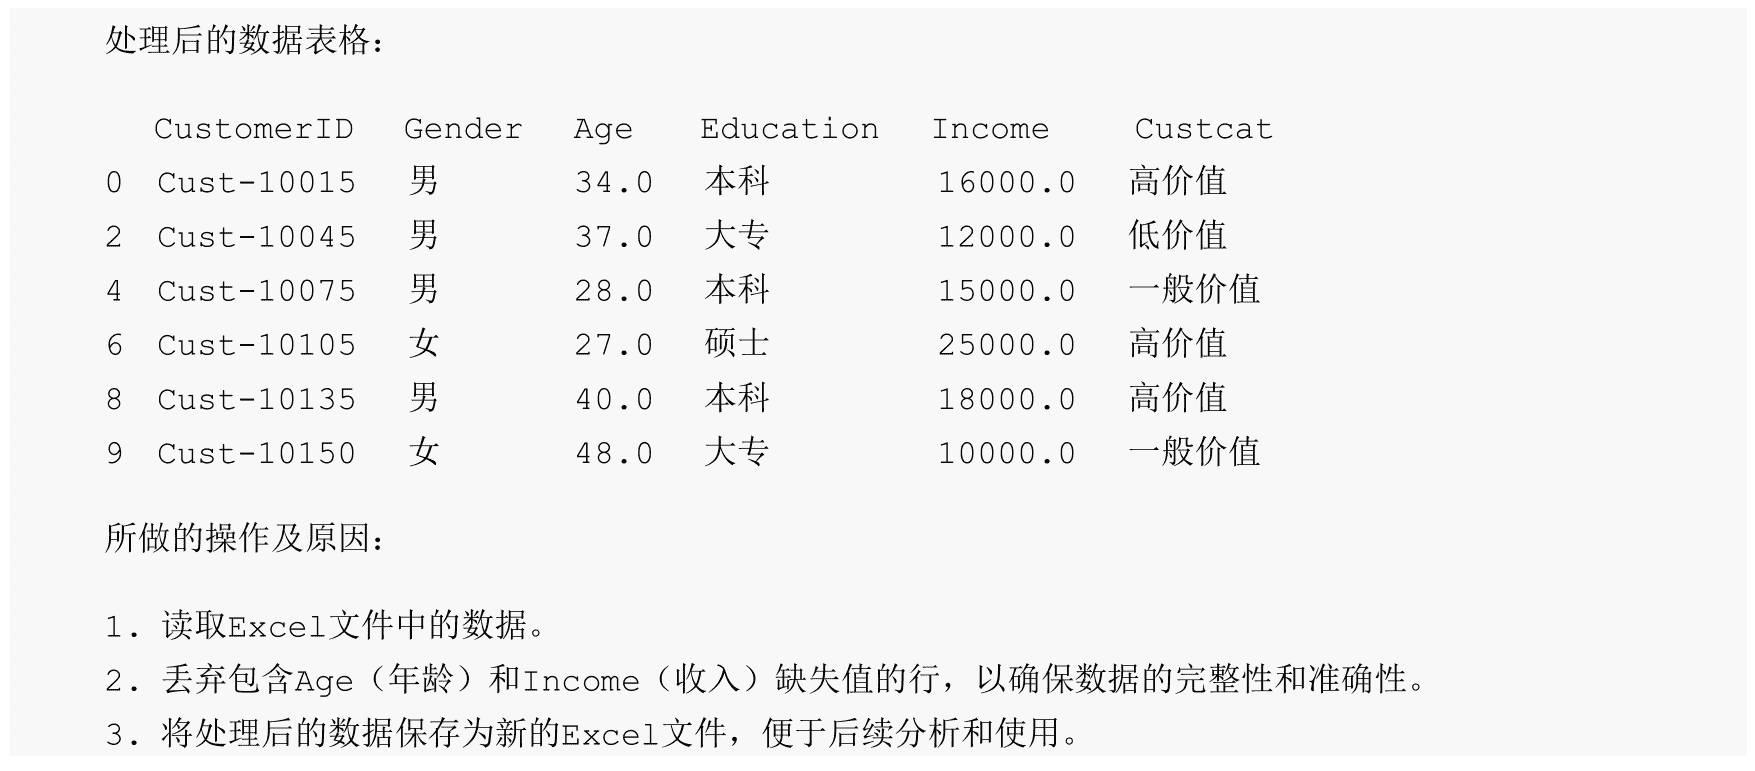 处理后的数据表格：
CustomerID Gender Age Education Income Custcat
0 Cust-10015 男 34.0 本科 16000.0 高价值
2 Cust-10045 男 37.0 大专 12000.0 低价值
4 Cust-10075 男 28.0 本科 15000.0 一般价值
6 Cust-10105 女 27.0 硕士 25000.0 高价值
8 Cust-10135 男 40.0 本科 18000.0 高价值
9 Cust-10150 女 48.0 大专 10000.0 一般价值
所做的操作及原因：
1. 读取Excel文件中的数据。
2. 丢弃包含Age（年龄）和Income（收入）缺失值的行，以确保数据的完整性和准确性。
3. 将处理后的数据保存为新的Excel文件，便于后续分析和使用。